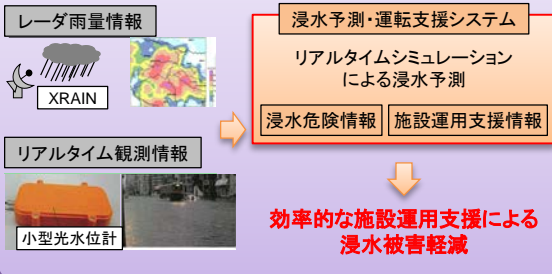 レーダ雨量情報
XRAIN
リアルタイム観測情報
小型光水位計
浸水予測・運転支援システム
リアルタイムシミュレーション
による浸水予測
浸水危険情報
施設運用支援情報
効率的な施設運用支援による
浸水被害軽減